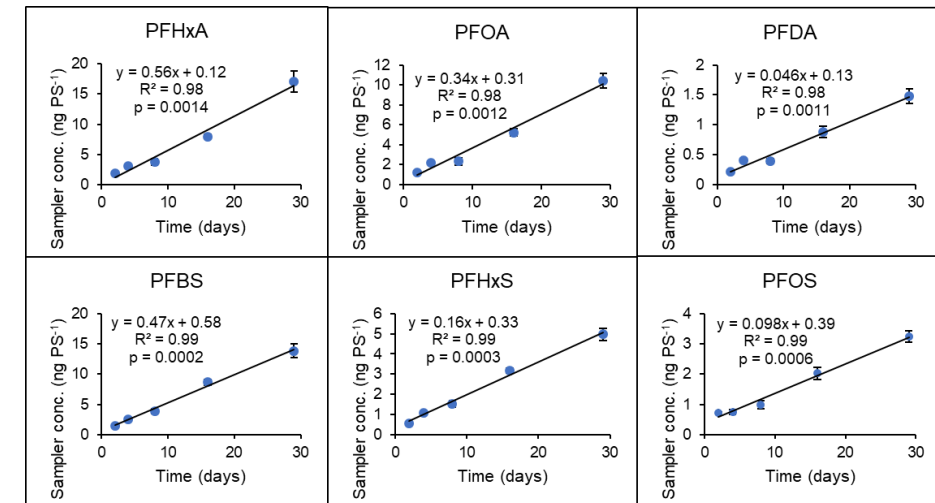 PFHxA
y = 0.56x + 0.12
R² = 0.98
p = 0.0014
Sampler conc. (ng PS⁻¹)
20
15
10
5
0
0 10 20 30
Time (days)
PFOA
y = 0.34x + 0.31
R² = 0.98
p = 0.0012
Sampler conc. (ng PS⁻¹)
12
10
8
6
4
2
0
0 10 20 30
Time (days)
PFDA
y = 0.046x + 0.13
R² = 0.98
p = 0.0011
Sampler conc. (ng PS⁻¹)
2
1.5
1
0.5
0
0 10 20 30
Time (days)
PFBS
y = 0.47x + 0.58
R² = 0.99
p = 0.0002
Sampler conc. (ng PS⁻¹)
20
15
10
5
0
0 10 20 30
Time (days)
PFHxS
y = 0.16x + 0.33
R² = 0.99
p = 0.0003
Sampler conc. (ng PS⁻¹)
6
5
4
3
2
1
0
0 10 20 30
Time (days)
PFOS
y = 0.098x + 0.39
R² = 0.99
p = 0.0006
Sampler conc. (ng PS⁻¹)
4
3
2
1
0
0 10 20 30
Time (days)